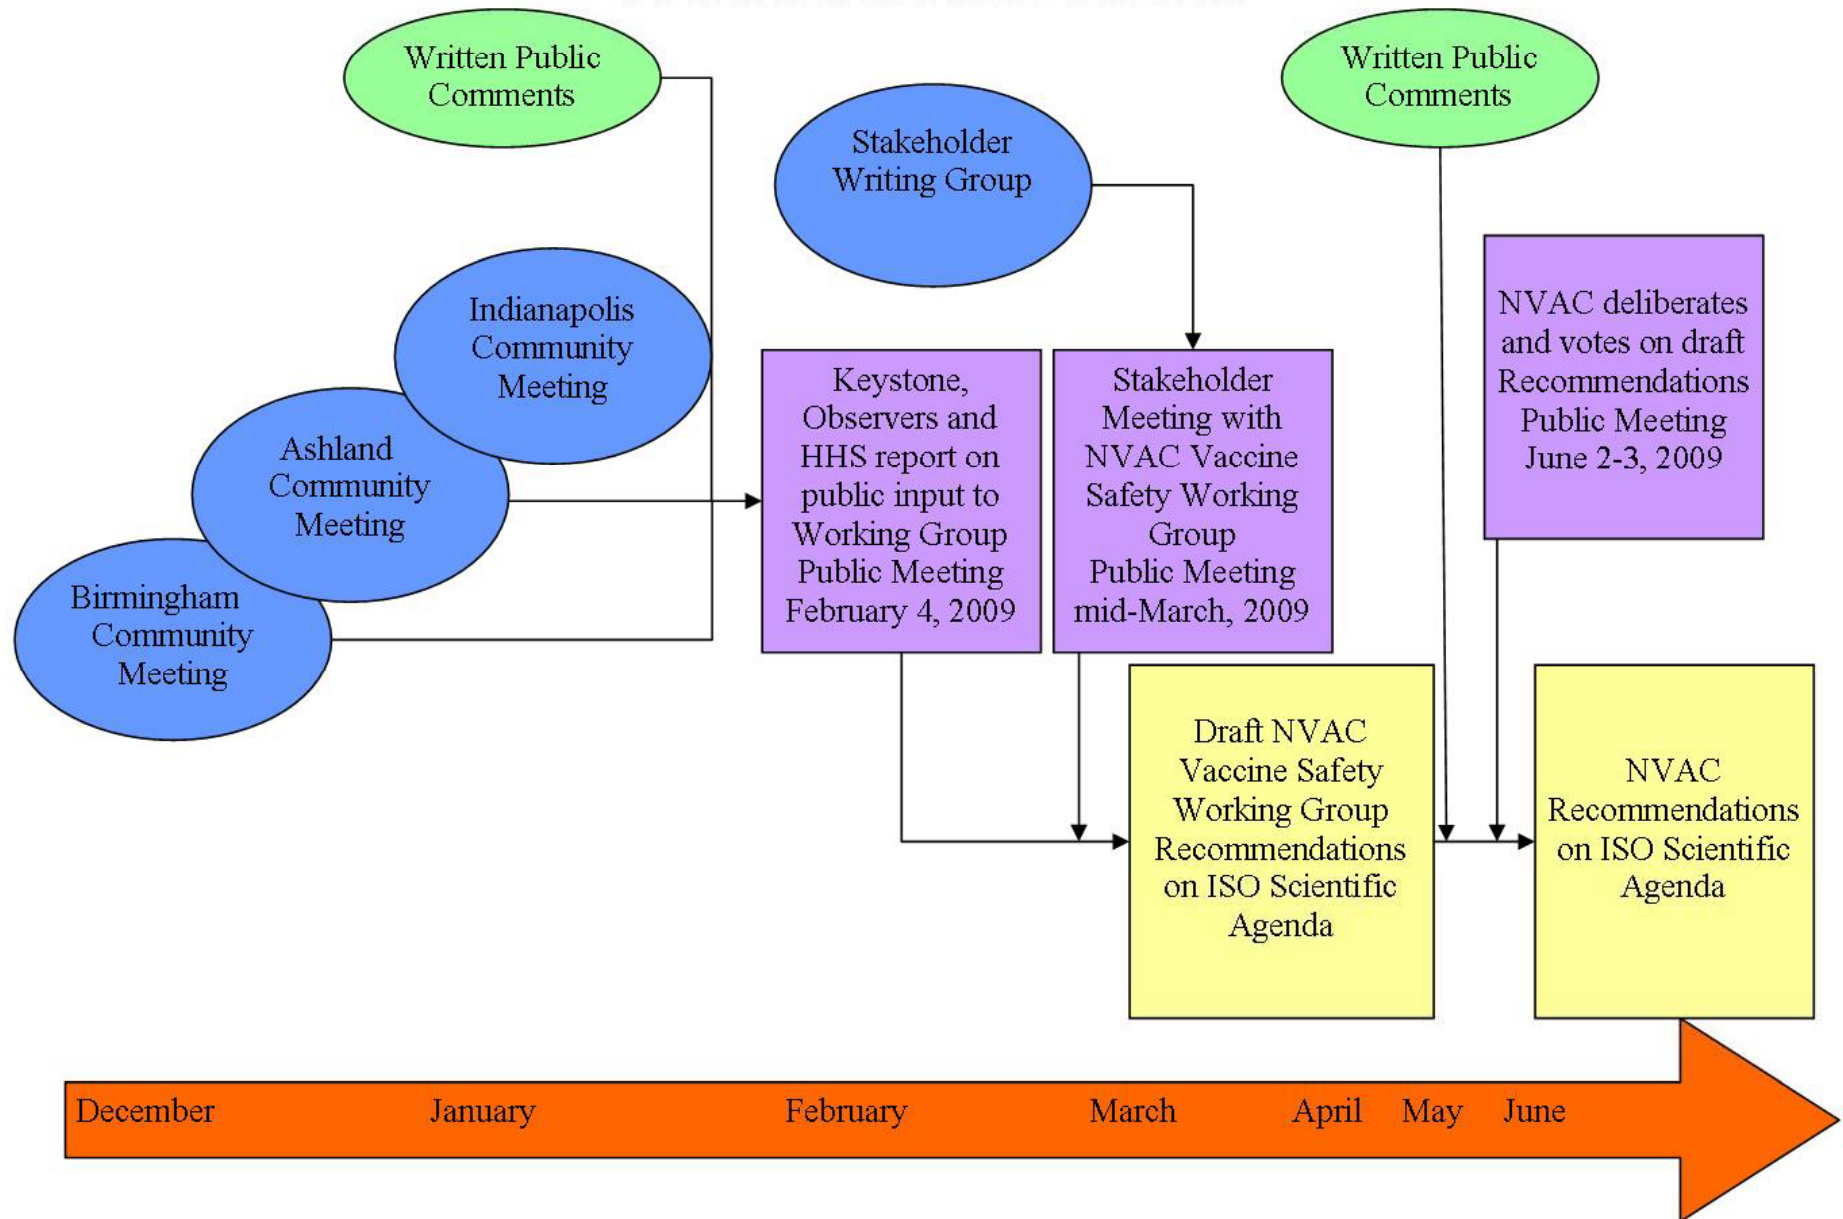 Written Public
Comments
Written Public
Comments
Stakeholder
Writing Group
Indianapolis
Community
Meeting
Ashland
Community
Meeting
Birmingham
Community
Meeting
Keystone,
Observers and
HHS report on
public input to
Working Group
Public Meeting
February 4, 2009
Stakeholder
Meeting with
NVAC Vaccine
Safety Working
Group
Public Meeting
mid-March, 2009
NVAC deliberates
and votes on draft
Recommendations
Public Meeting
June 2-3, 2009
Draft NVAC
Vaccine Safety
Working Group
Recommendations
on ISO Scientific
Agenda
NVAC
Recommendations
on ISO Scientific
Agenda
December January February March April May June